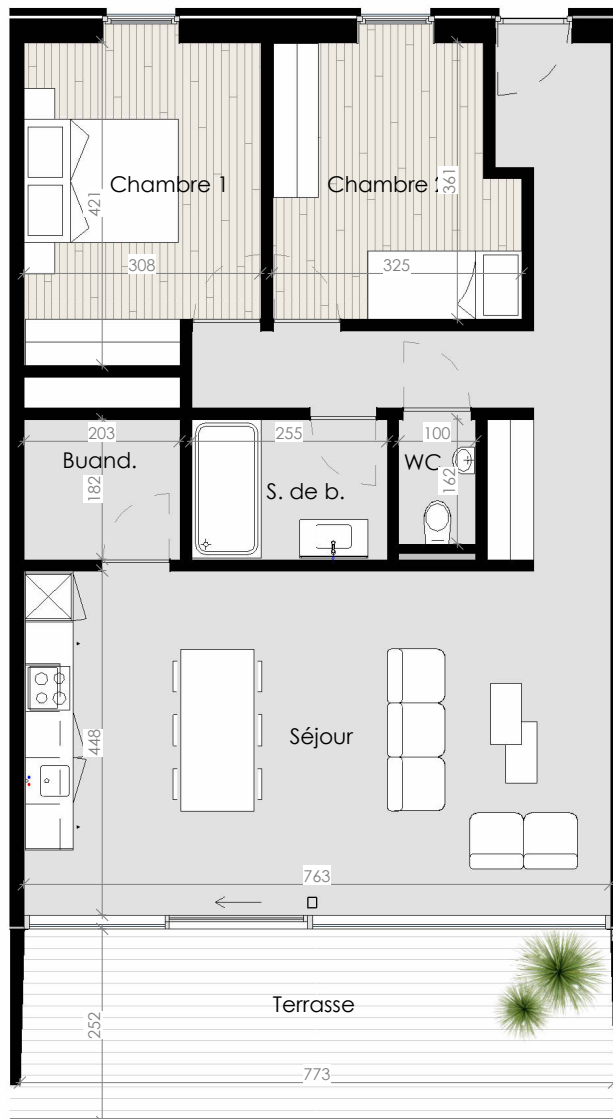 Chambre 1
Chambre 2
361
421
308
325
203
255
100
Buand.
WC
182
S. de b.
162
448
Séjour
763
Terrasse
252
773